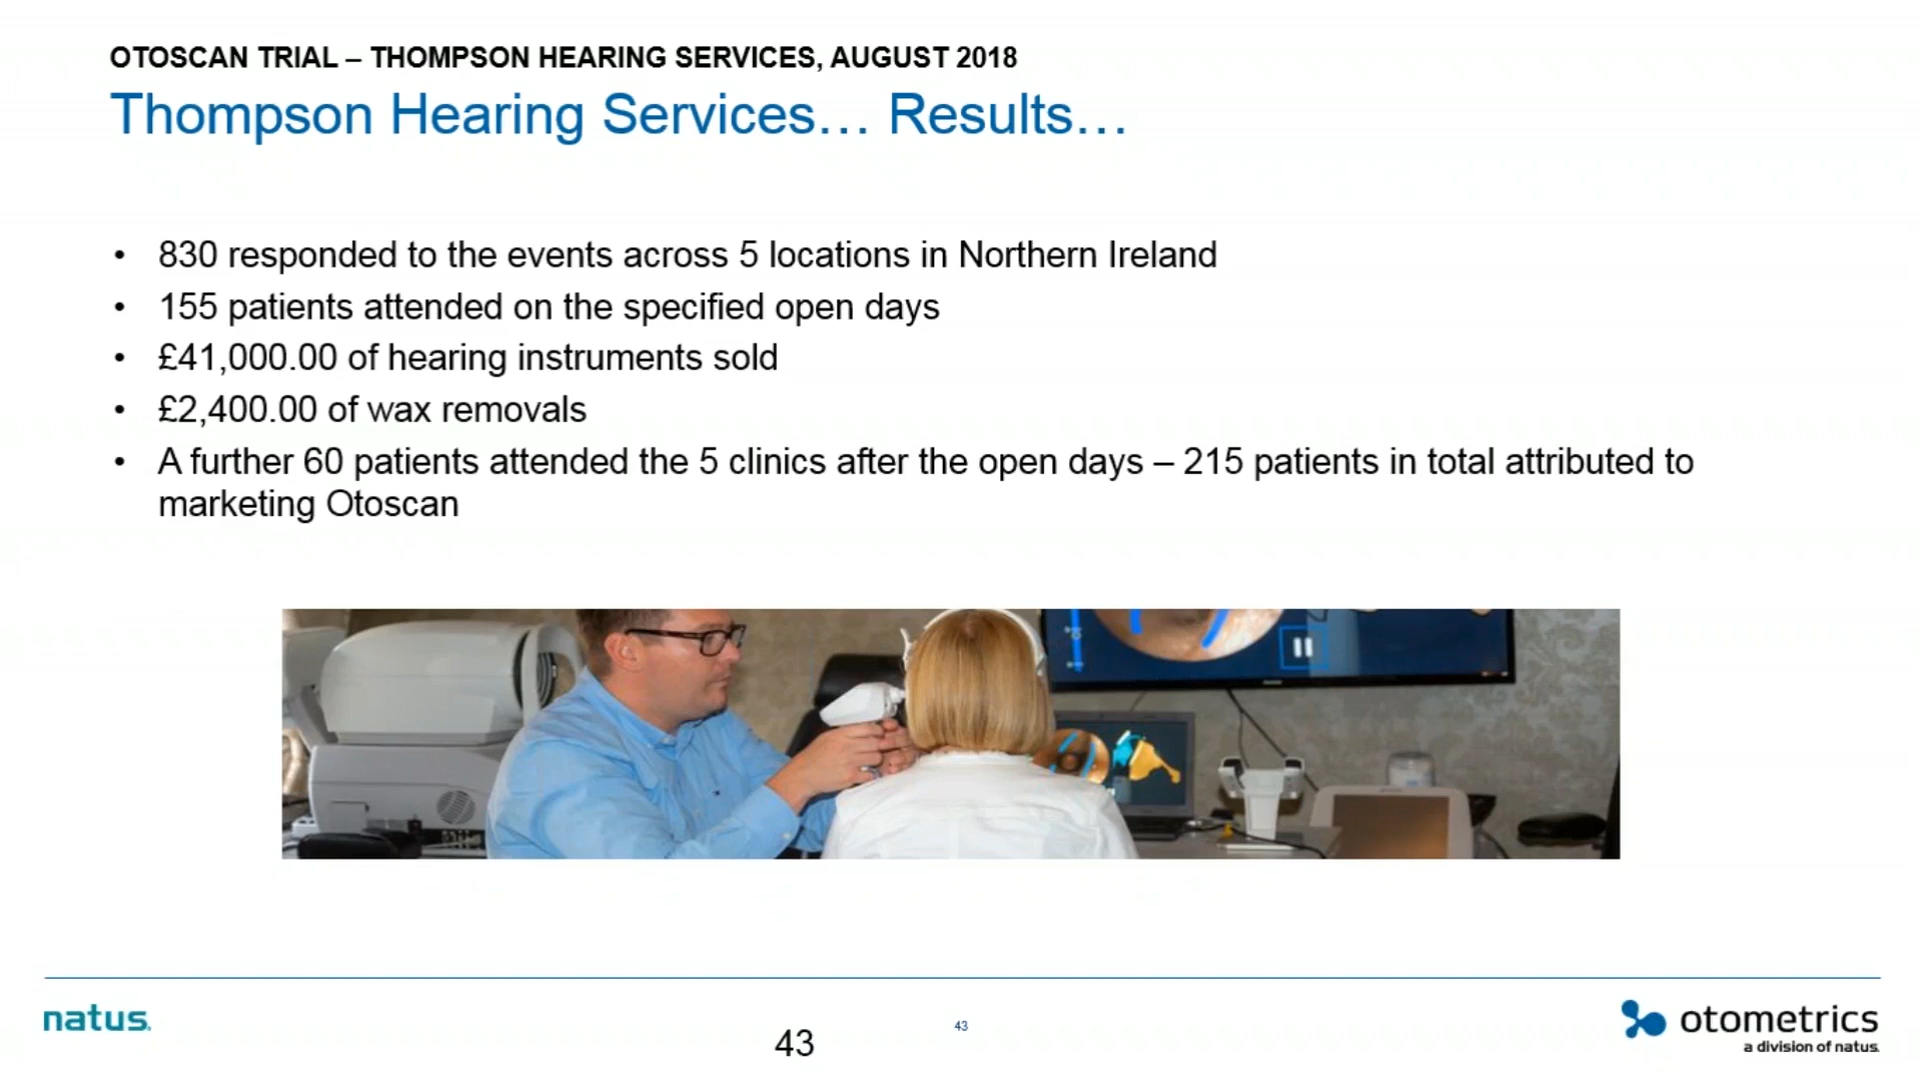 OTOSCAN TRIAL – THOMPSON HEARING SERVICES, AUGUST 2018
Thompson Hearing Services… Results…
• 830 responded to the events across 5 locations in Northern Ireland
• 155 patients attended on the specified open days
• £41,000.00 of hearing instruments sold
• £2,400.00 of wax removals
• A further 60 patients attended the 5 clinics after the open days – 215 patients in total attributed to
marketing Otoscan
natus.
43
43
otometrics
a division of natus.